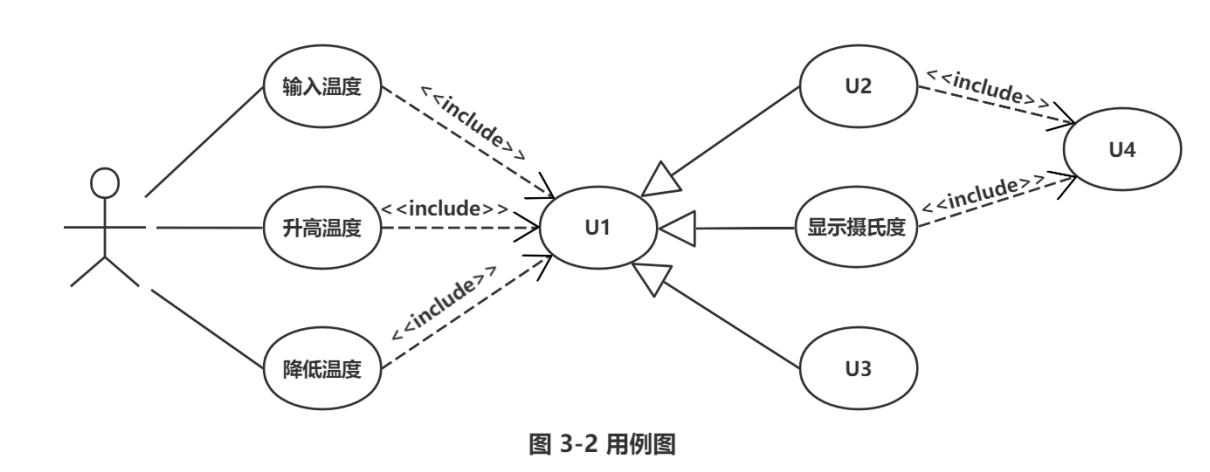 输入温度
<<include>>
U2
<<include>>
U4
升高温度
<<include>>
U1
显示摄氏度
<<include>>
降低温度
<<include>>
U3
图 3-2 用例图